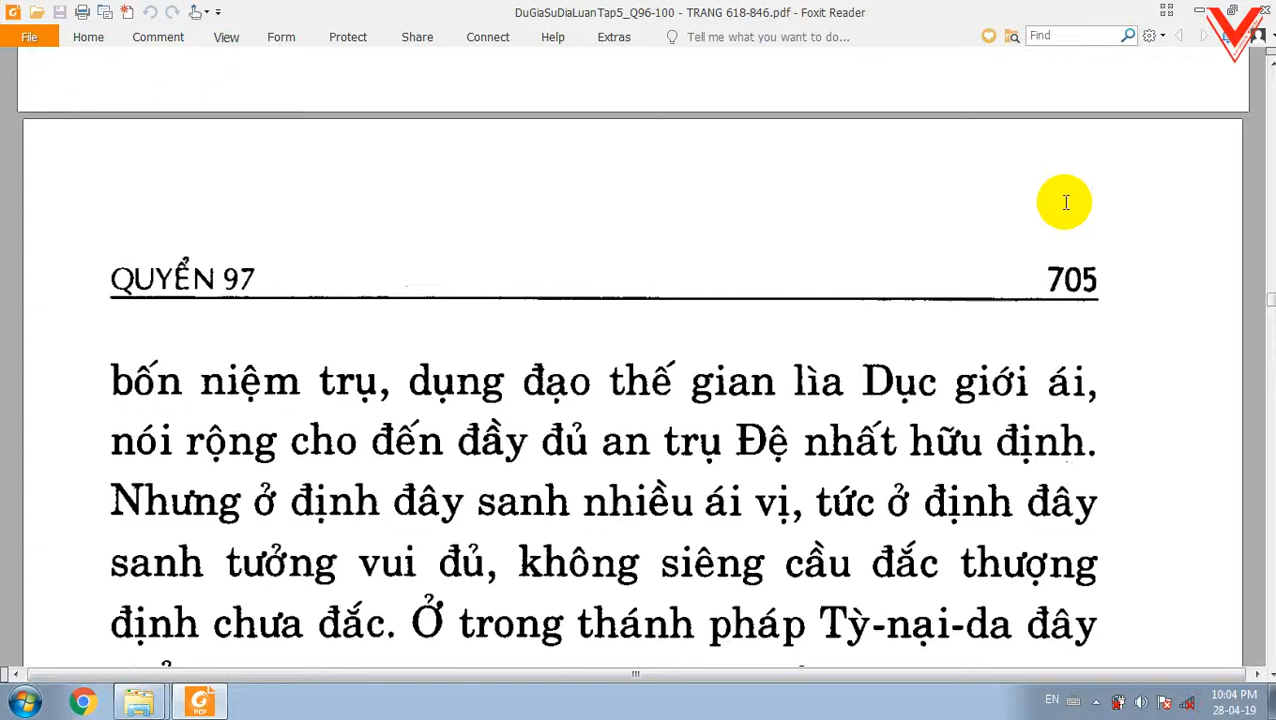 DuGiaSuDiaLuanTap5_Q96-100 - TRANG 618-846.pdf - Foxit Reader
File Home Comment View Form Protect Share Connect Help Extras Tell me what you want to do... Find
QUYỂN 97 705
bốn niệm trụ, dụng đạo thế gian lìa Dục giới ái,
nói rộng cho đến đầy đủ an trụ Đệ nhất hữu định.
Nhưng ở định đây sanh nhiều ái vị, tức ở định đây
sanh tưởng vui đủ, không siêng cầu đắc thượng
định chưa đắc. Ở trong thánh pháp Tỳ-nại-da đây
PDF
EN 10:04 PM
28-04-19